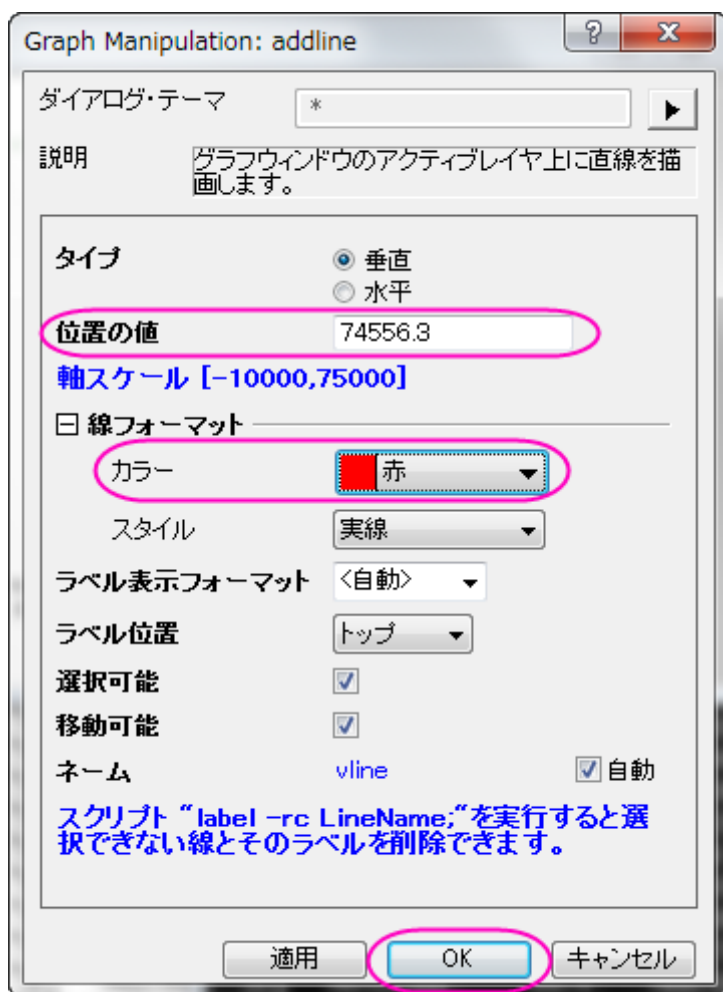 Graph Manipulation: addline
ダイアログ・テーマ *
説明 グラフウィンドウのアクティブレイヤ上に直線を描
画します。
タイプ 垂直
水平
位置の値 74556.3
軸スケール [-10000,75000]
線フォーマット
カラー 赤
スタイル 実線
ラベル表示フォーマット <自動>
ラベル位置 トップ
選択可能
移動可能
ネーム vline 自動
スクリプト "label -rc LineName;"を実行すると選
択できない線とそのラベルを削除できます。
適用 OK キャンセル